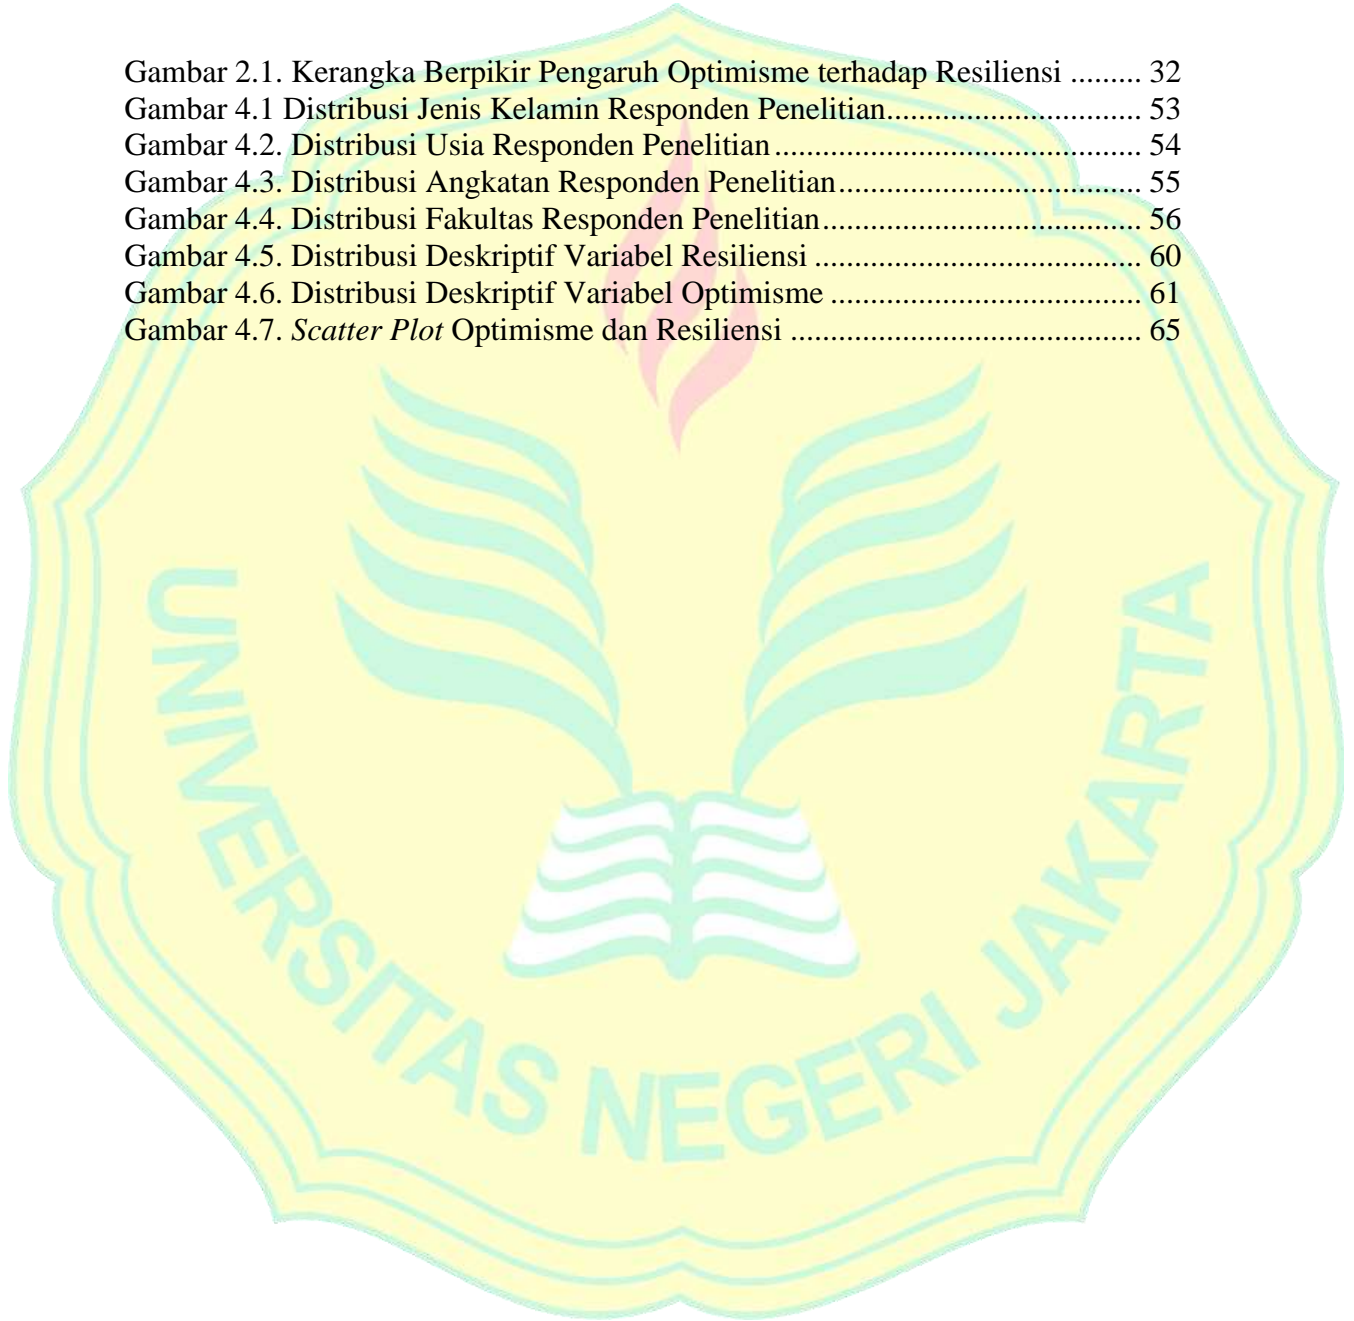 Gambar 2.1. Kerangka Berpikir Pengaruh Optimisme terhadap Resiliensi ......... 32
Gambar 4.1 Distribusi Jenis Kelamin Responden Penelitian................................ 53
Gambar 4.2. Distribusi Usia Responden Penelitian.............................................. 54
Gambar 4.3. Distribusi Angkatan Responden Penelitian...................................... 55
Gambar 4.4. Distribusi Fakultas Responden Penelitian........................................ 56
Gambar 4.5. Distribusi Deskriptif Variabel Resiliensi ......................................... 60
Gambar 4.6. Distribusi Deskriptif Variabel Optimisme ....................................... 61
Gambar 4.7. Scatter Plot Optimisme dan Resiliensi ............................................ 65
UNIVERSITAS NEGERI JAKARTA